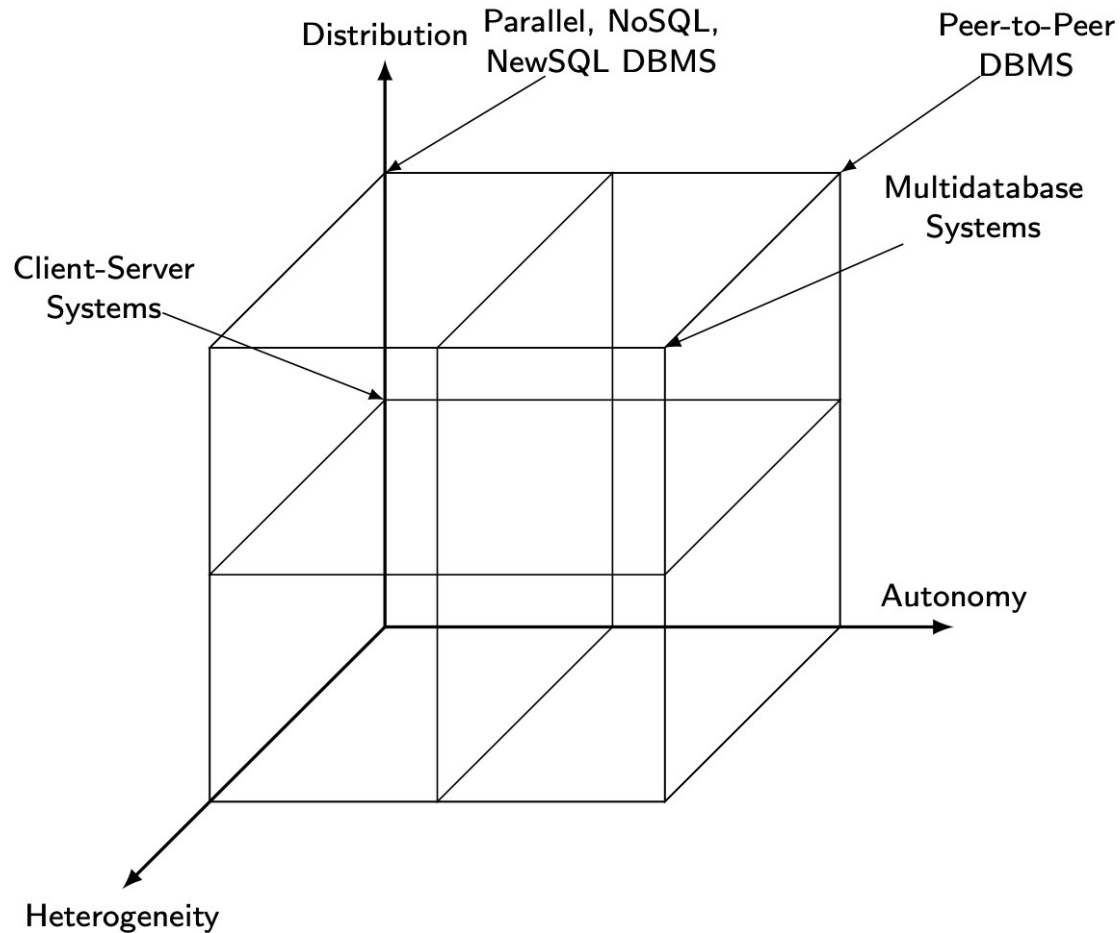 Distribution
Parallel, NoSQL,
NewSQL DBMS
Peer-to-Peer
DBMS
Multidatabase
Systems
Client-Server
Systems
Autonomy
Heterogeneity